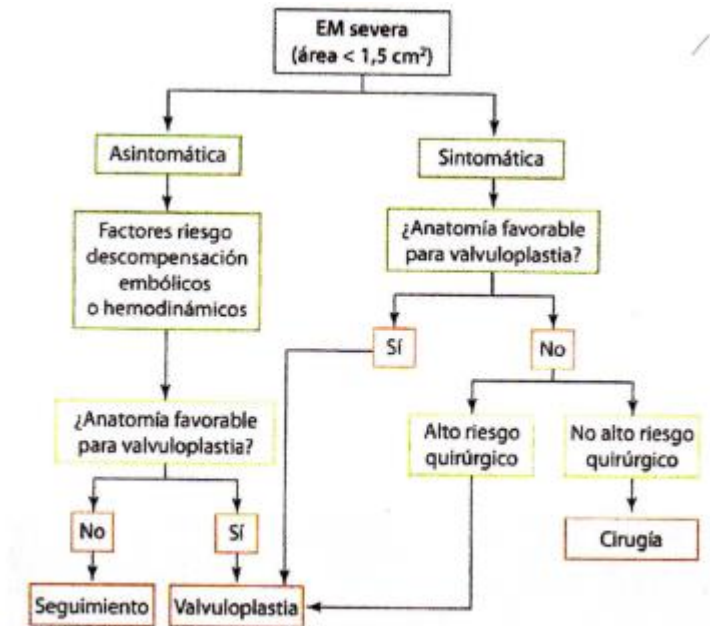 EM severa
(área < 1,5 cm²)
Asintomática
Sintomática
Factores riesgo
descompensación
embólicos
o hemodinámicos
¿Anatomía favorable
para valvuloplastia?
Sí
No
¿Anatomía favorable
para valvuloplastia?
Alto riesgo
quirúrgico
No alto riesgo
quirúrgico
No
Sí
Cirugía
Seguimiento
Valvuloplastia